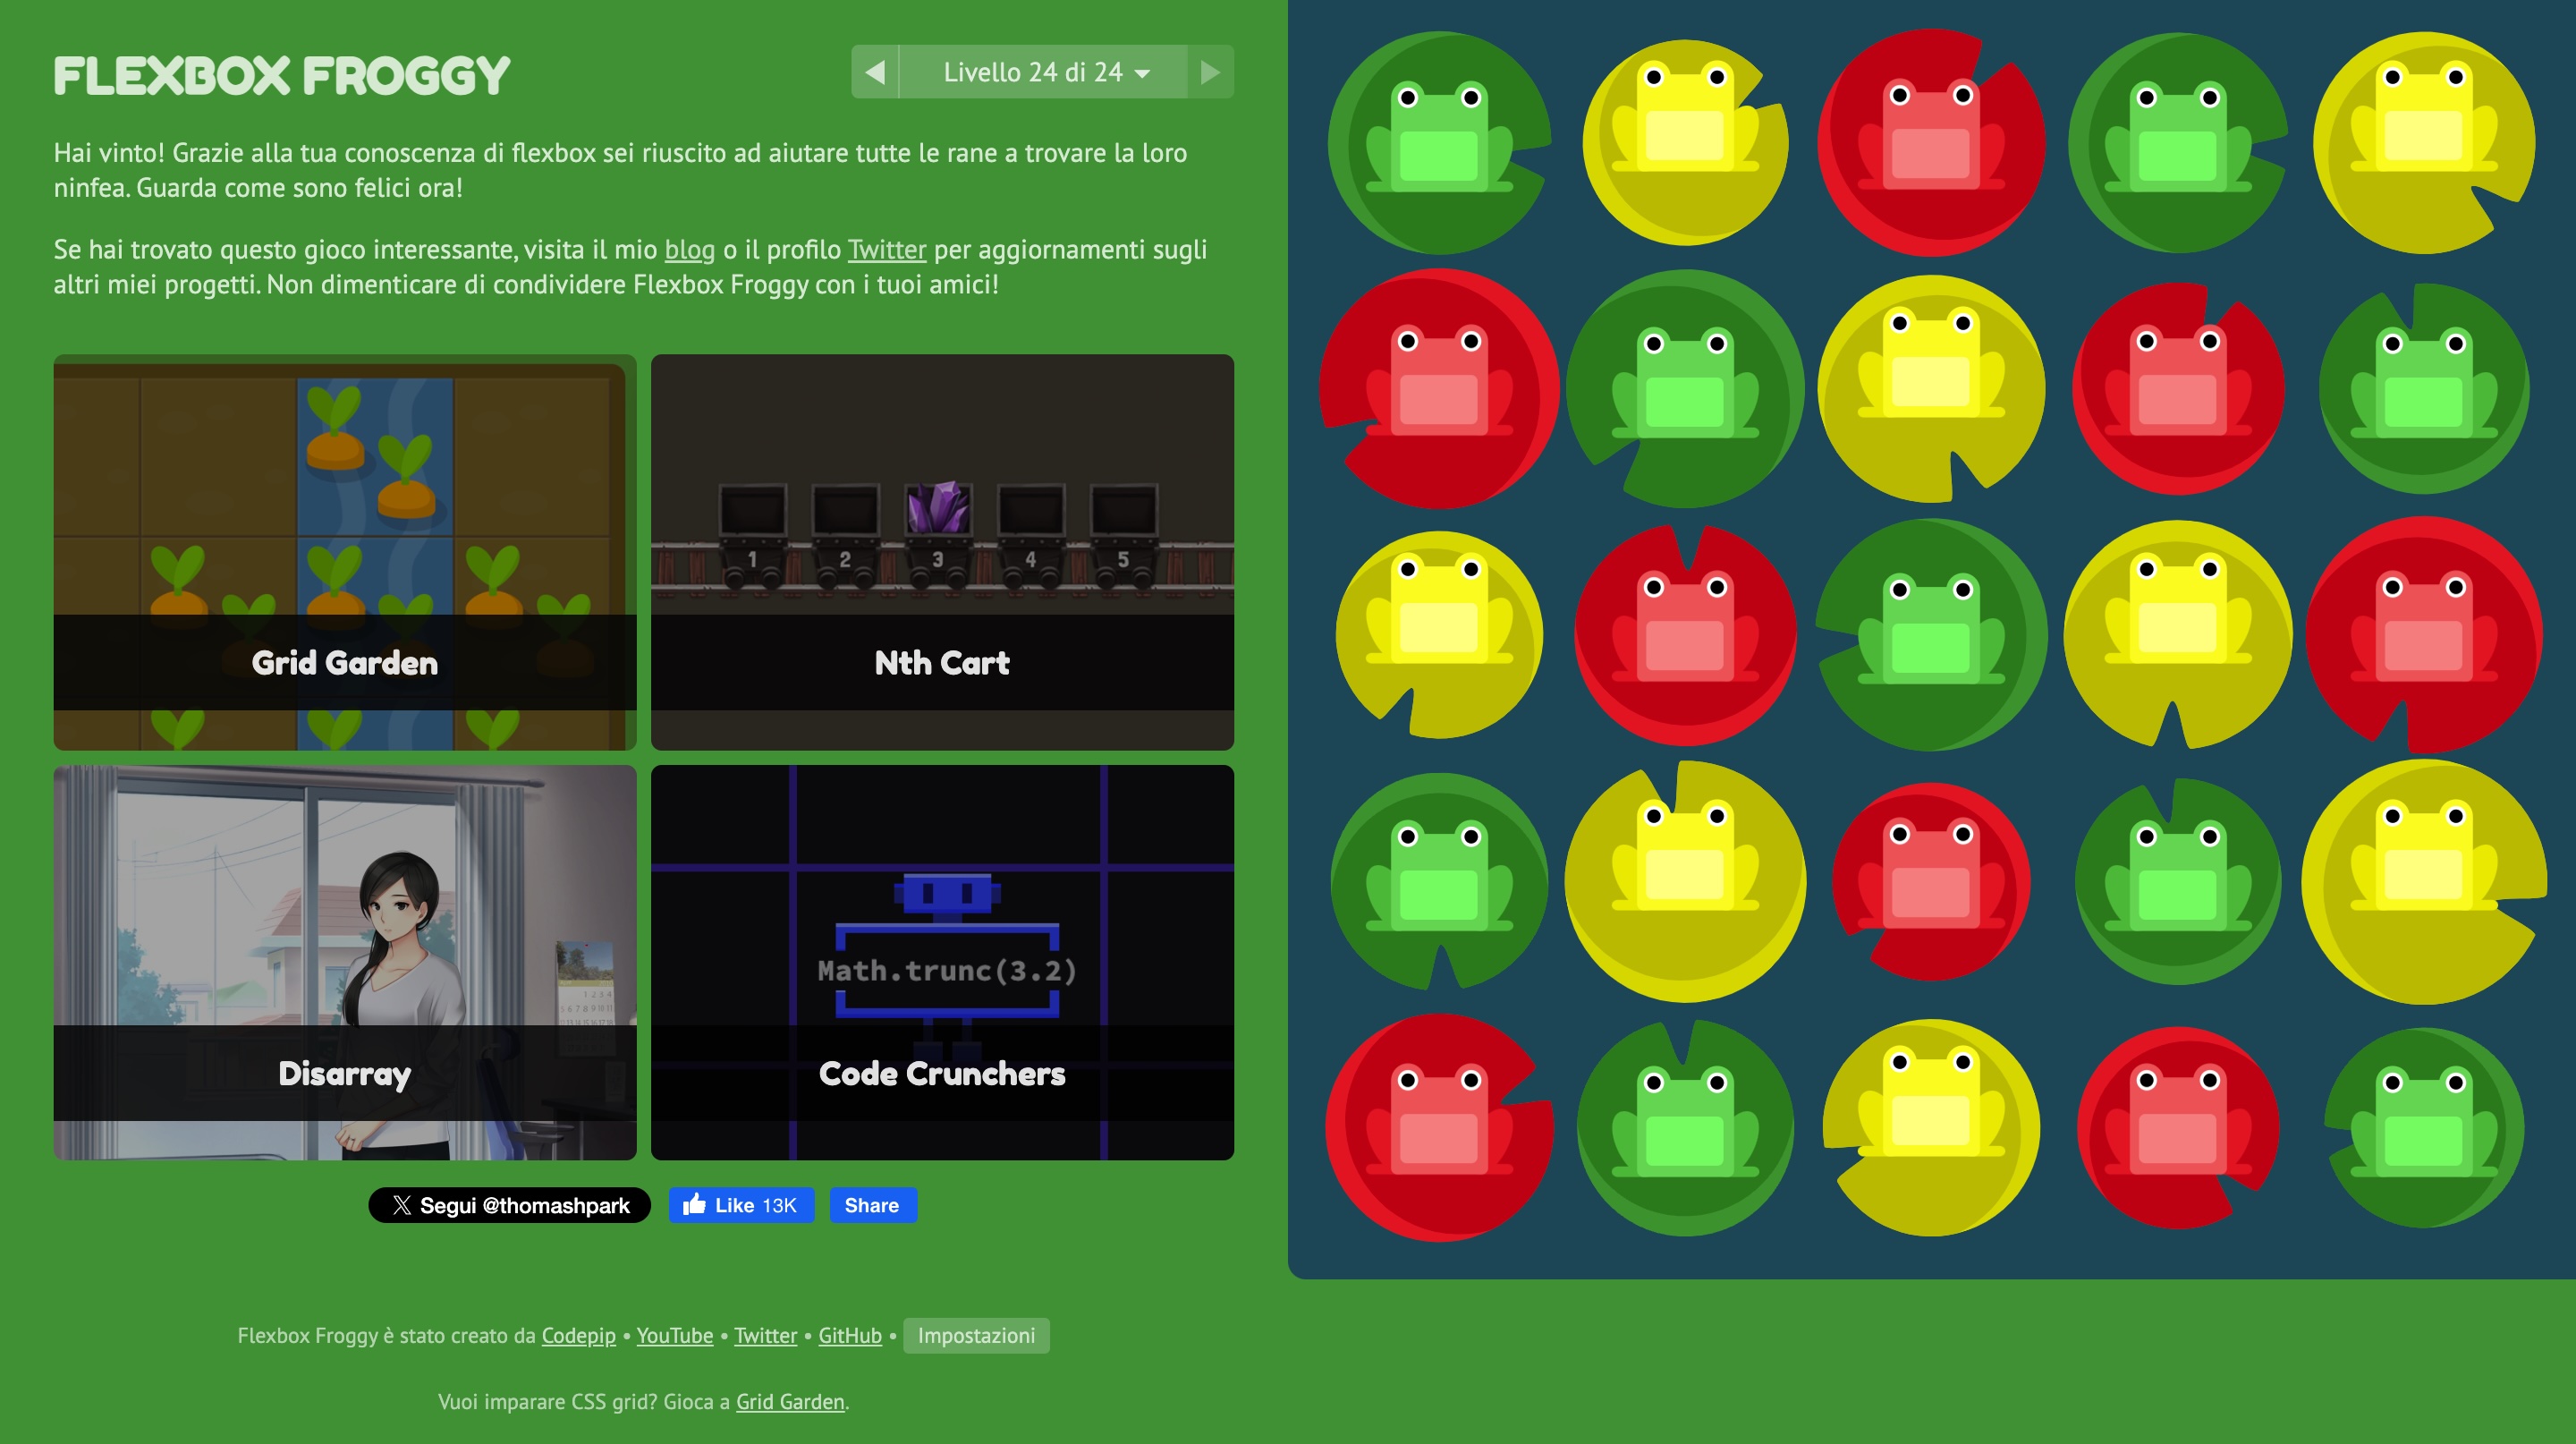 FLEXBOX FROGGY
Livello 24 di 24
Hai vinto! Grazie alla tua conoscenza di flexbox sei riuscito ad aiutare tutte le rane a trovare la loro
ninfea. Guarda come sono felici ora!
Se hai trovato questo gioco interessante, visita il mio blog o il profilo Twitter per aggiornamenti sugli
altri miei progetti. Non dimenticare di condividere Flexbox Froggy con i tuoi amici!
1 2 3 4 5
Grid Garden
Nth Cart
Math.trunc(3.2)
Disarray
Code Crunchers
X Segui @thomashpark
Like 13K
Share
Flexbox Froggy è stato creato da Codepip • YouTube • Twitter • GitHub • Impostazioni
Vuoi imparare CSS grid? Gioca a Grid Garden.